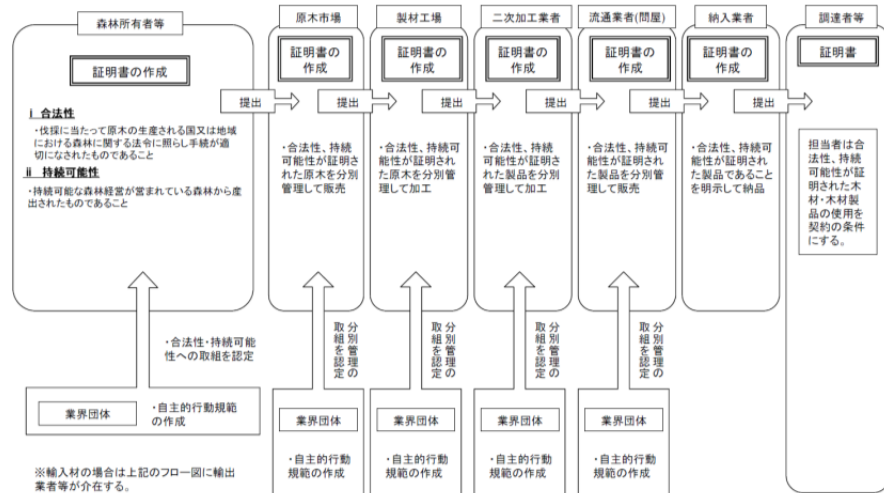 森林所有者等
証明書の作成
i 合法性
・伐採に当たって原木の生産される国又は地域
における森林に関する法令に照らし手続が適
切になされたものであること
ii 持続可能性
・持続可能な森林経営が営まれている森林から産
出されたものであること
提出
原木市場
証明書の
作成
・合法性、持続
可能性が証明
された原木を分別
管理して販売
提出
製材工場
証明書の
作成
・合法性、持続可
能性が証明され
た原木を分別管
理して加工
提出
二次加工業者
証明書の
作成
・合法性、持続可
能性が証明され
た製品を分別管
理して加工
提出
流通業者(問屋)
証明書の
作成
・合法性、持続可
能性が証明され
た製品を分別管
理して販売
提出
納入業者
証明書の
作成
・合法性、持続可
能性が証明され
た製品であること
を明示して納品
提出
調達者等
証明書
担当者は
合法性、持続
可能性が証
明された木
材・木材製
品の使用を
契約の条件
にする。
・合法性・持続可能
性への取組を認定
業界団体
・自主的行動規範
の作成
分別管理の
取組を認定
業界団体
・自主的行動
規範の作成
分別管理の
取組を認定
業界団体
・自主的行動
規範の作成
分別管理の
取組を認定
業界団体
・自主的行動
規範の作成
分別管理の
取組を認定
業界団体
・自主的行動
規範の作成
※輸入材の場合は上記のフロー図に輸出
業者等が介在する。